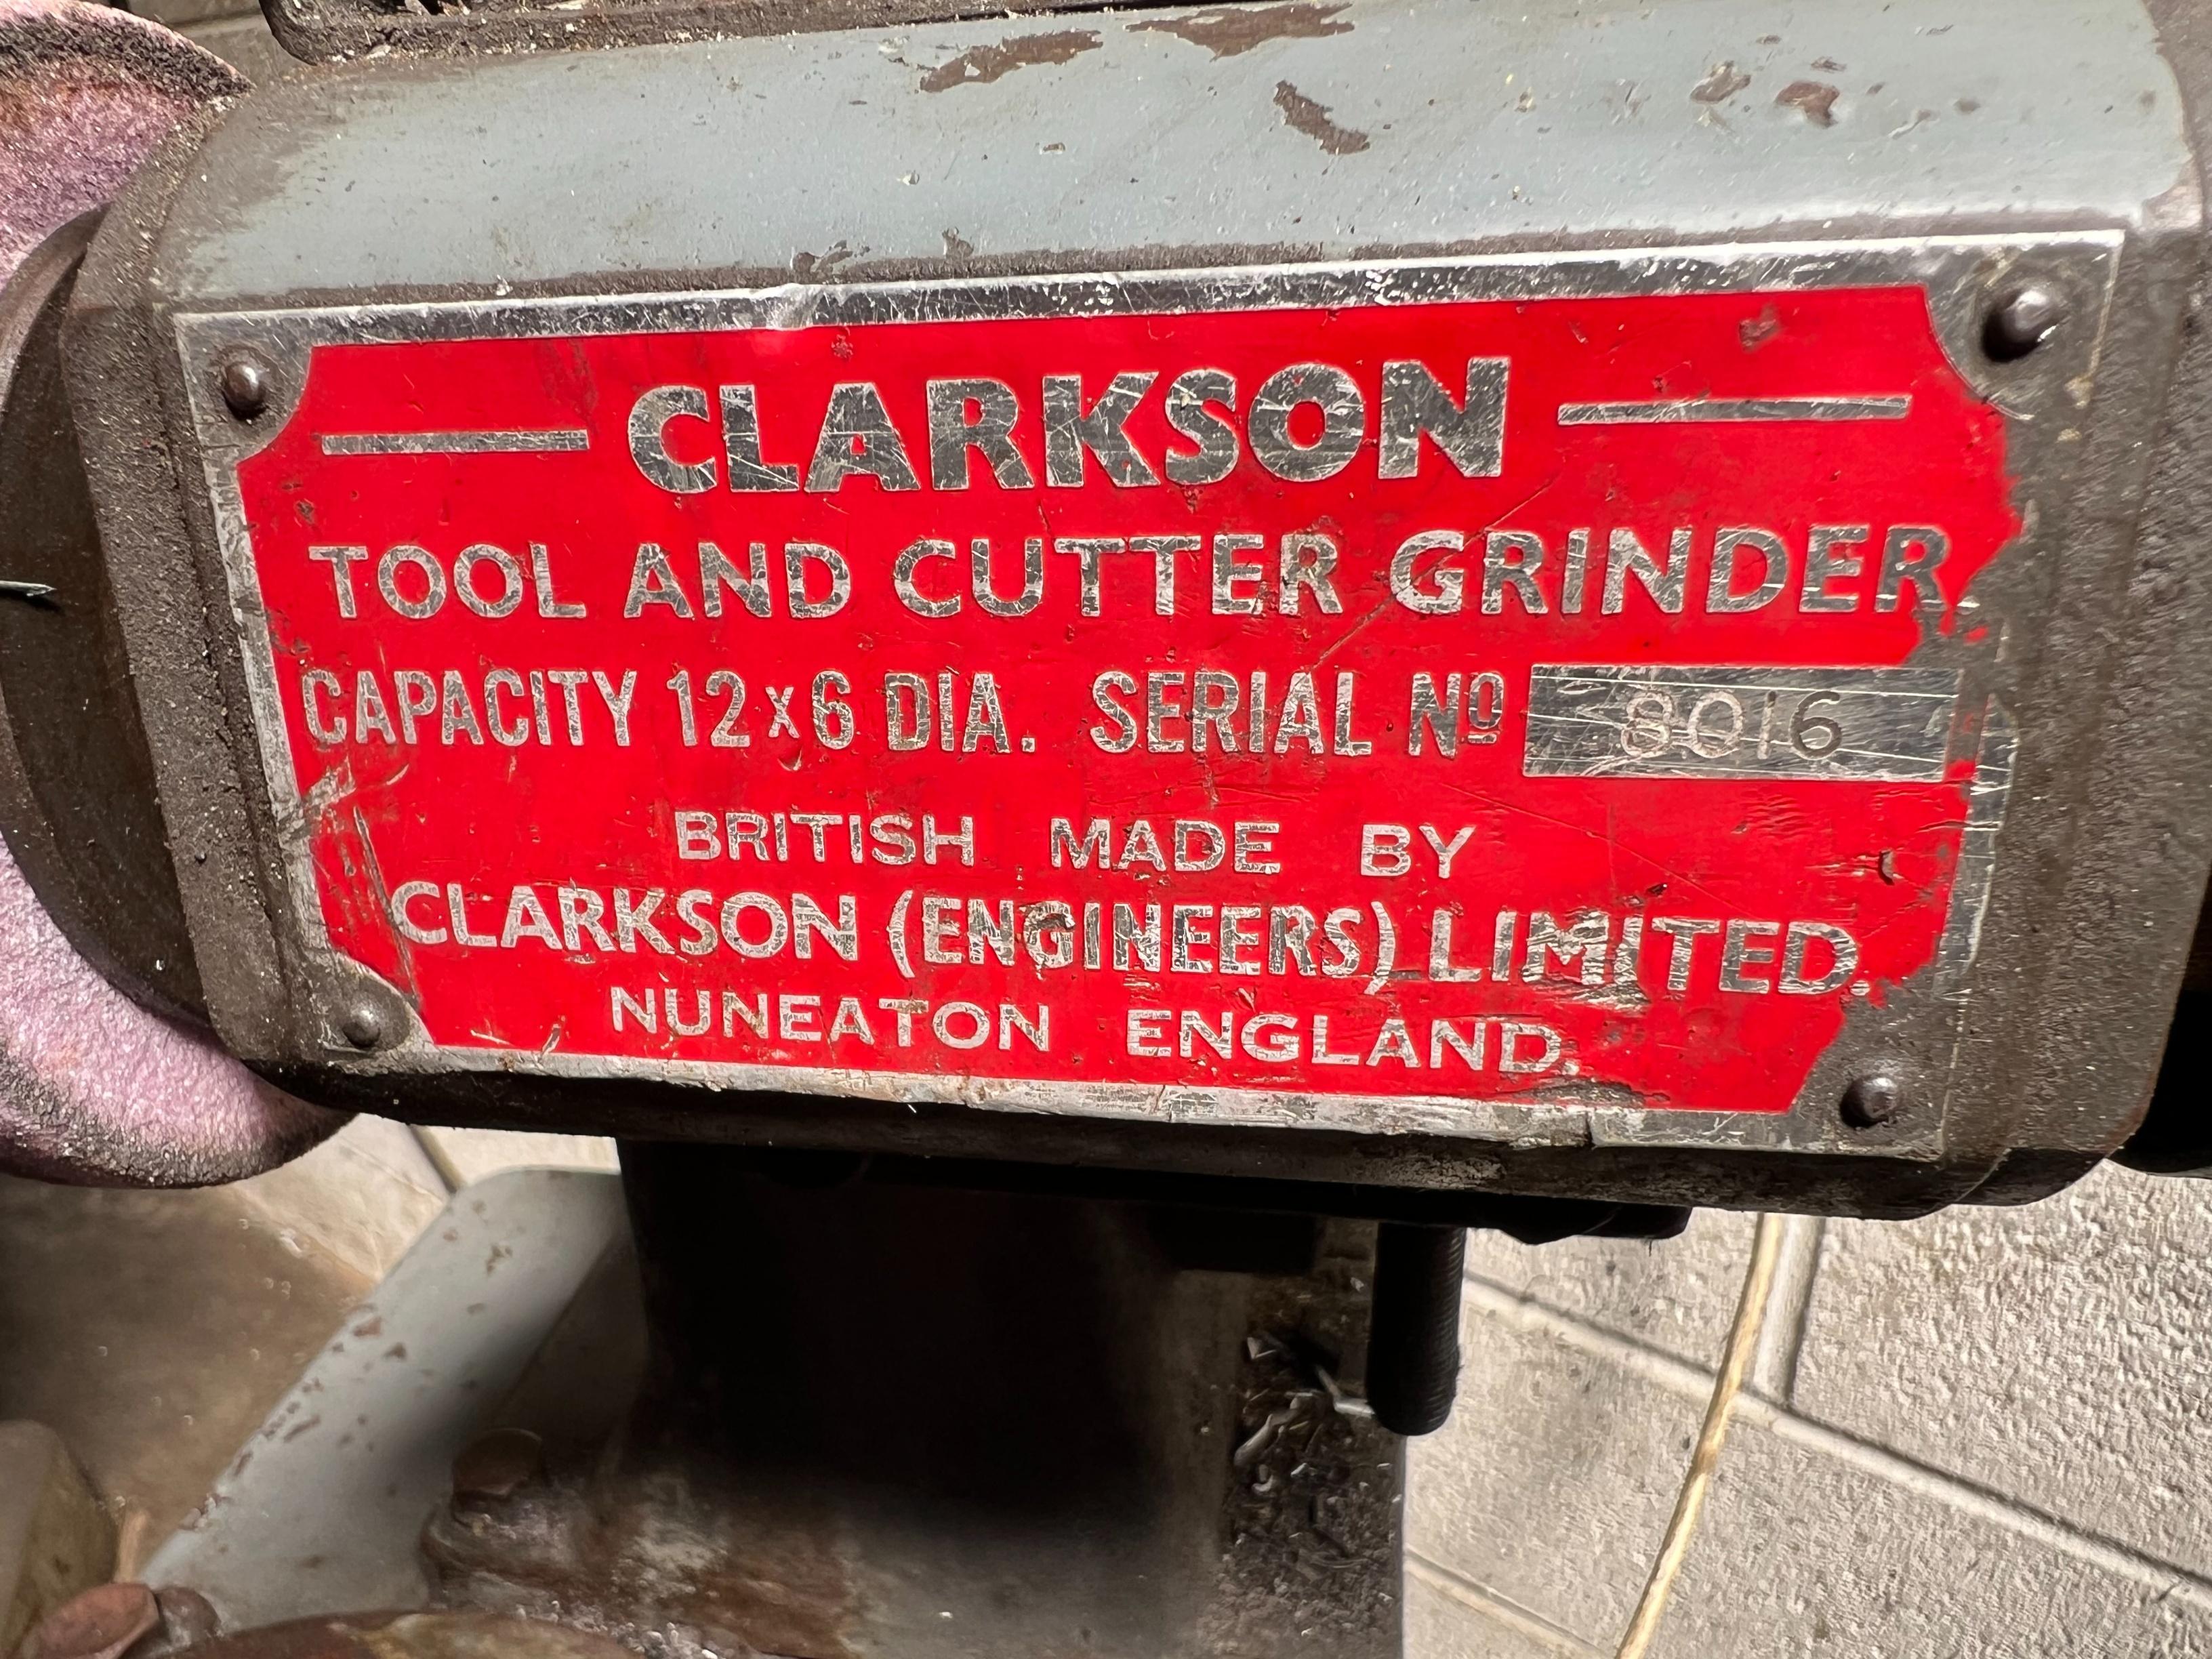 CLARKSON
TOOL AND CUTTER GRINDER
CAPACITY 12 x 6 DIA. SERIAL Nº 8016
BRITISH MADE BY
CLARKSON (ENGINEERS) LIMITED.
NUNEATON ENGLAND.